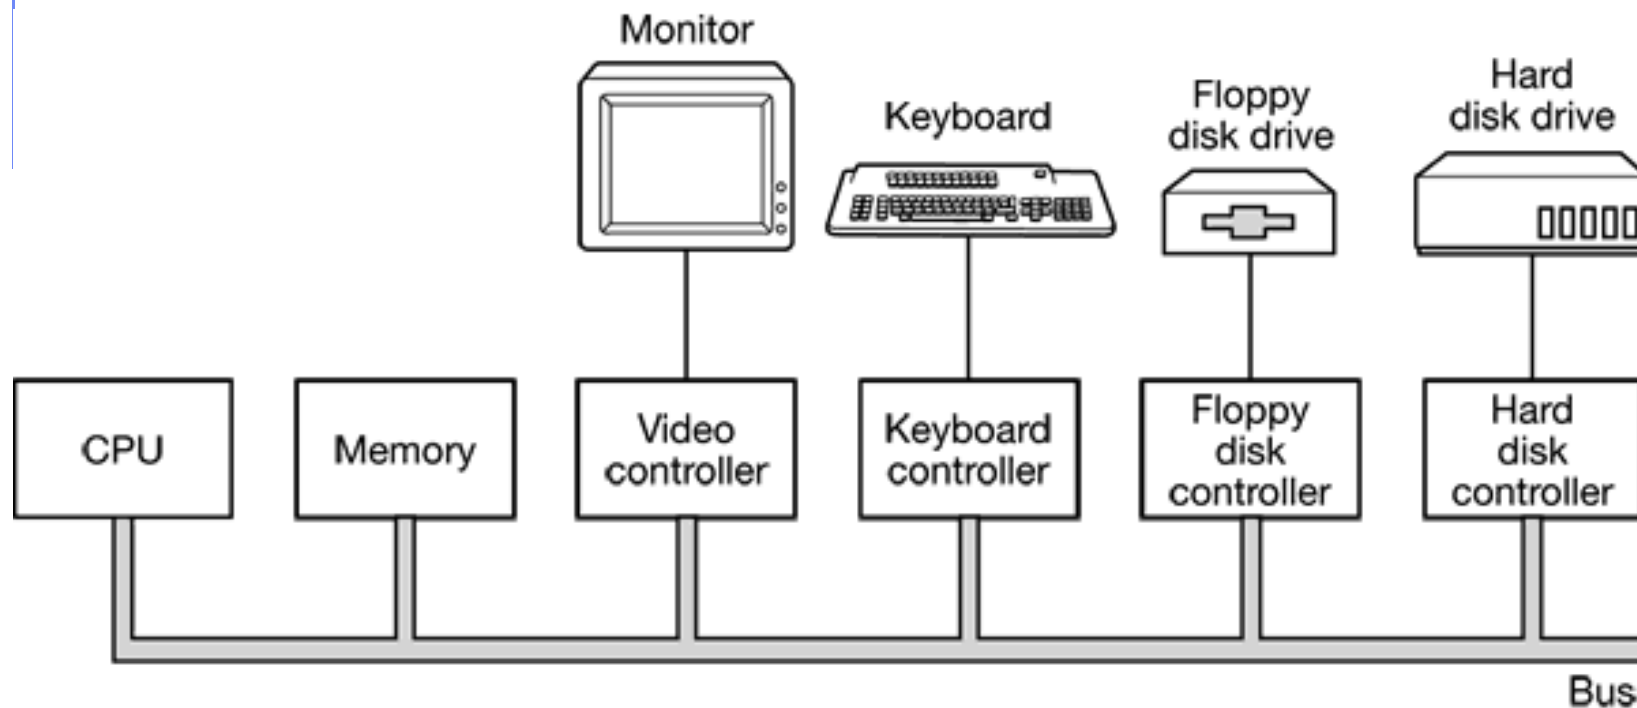 Monitor
Keyboard
Floppy
disk drive
Hard
disk drive
CPU
Memory
Video
controller
Keyboard
controller
Floppy
disk
controller
Hard
disk
controller
Bus